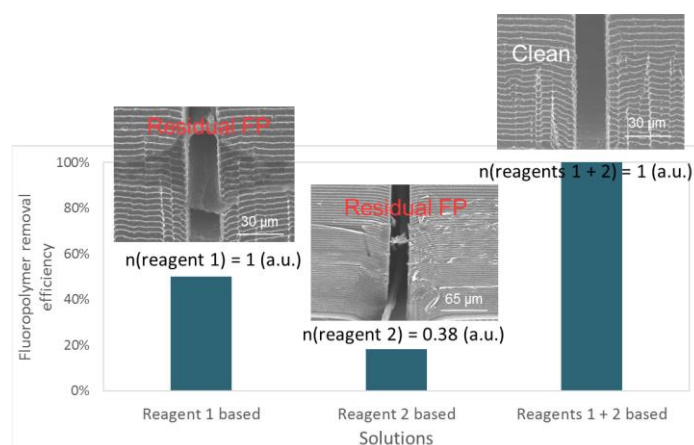 Clean
30 µm
Residual FP
30 µm
n(reagents 1 + 2) = 1 (a.u.)
Residual FP
65 µm
n(reagent 1) = 1 (a.u.)
n(reagent 2) = 0.38 (a.u.)
Fluoropolymer removal
efficiency
100%
80%
60%
40%
20%
0%
Reagent 1 based
Reagent 2 based
Reagents 1 + 2 based
Solutions